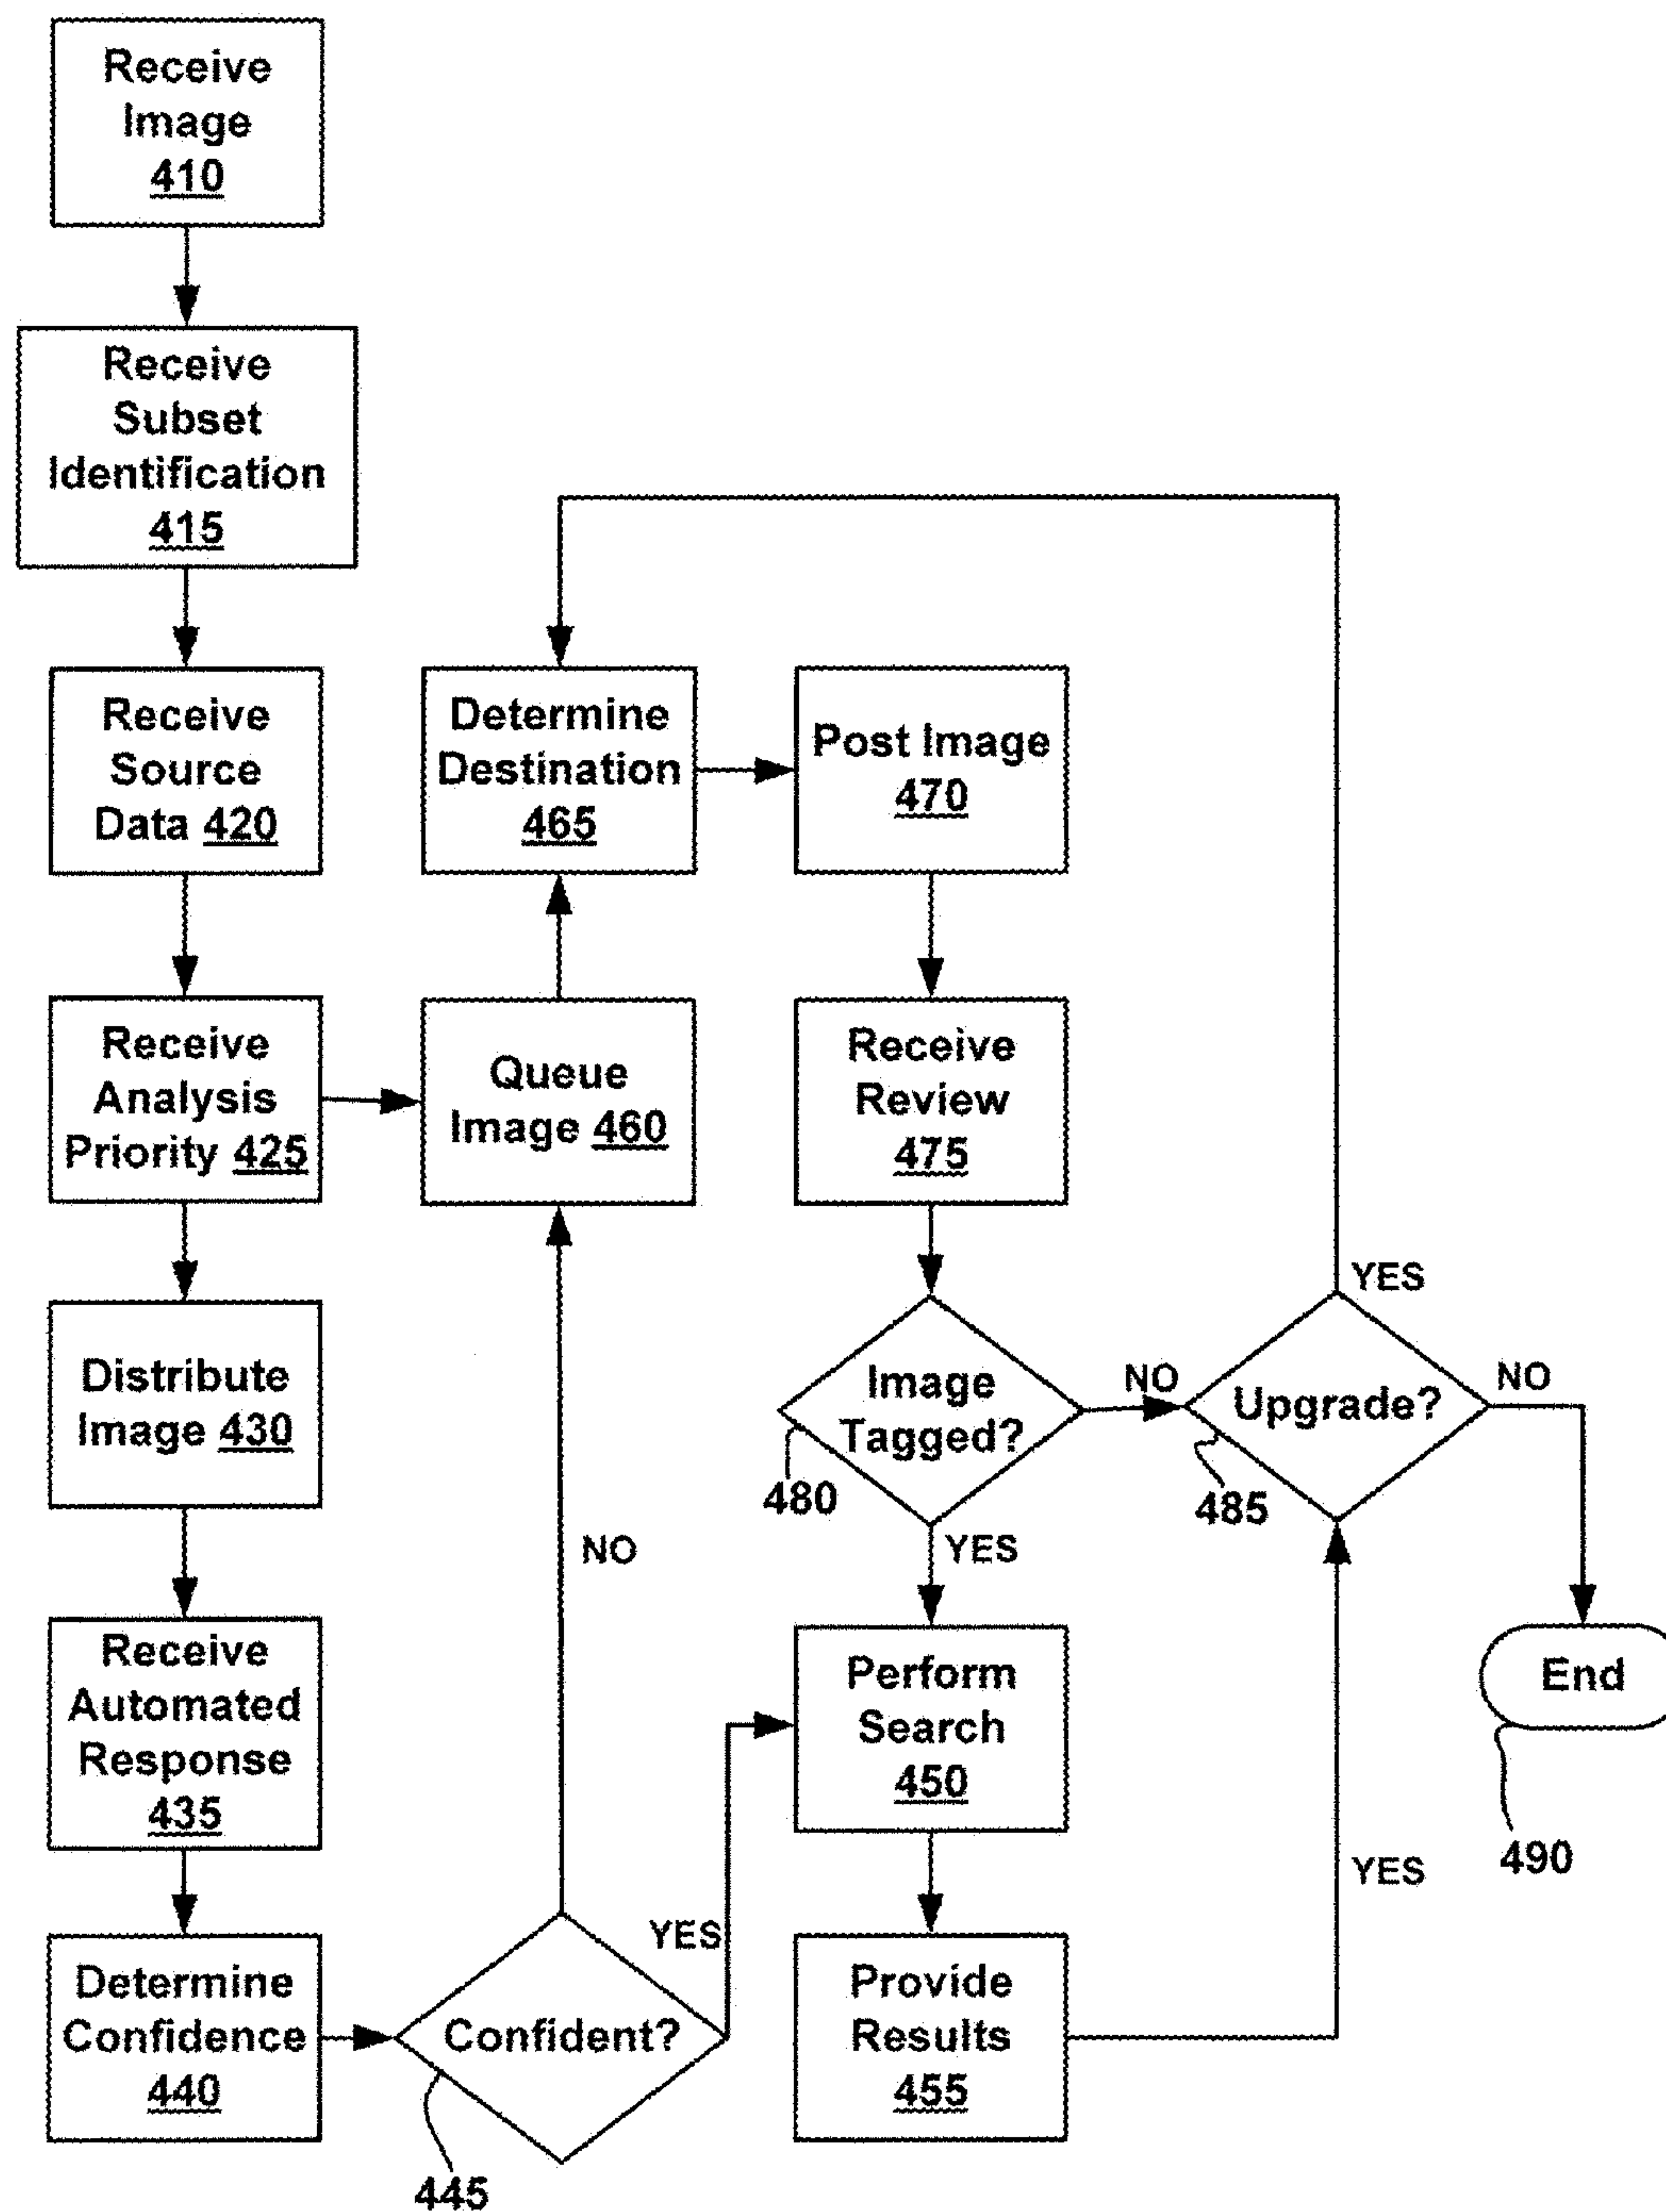 Receive
Image
410
Receive
Subset
Identification
415
Receive
Source
Data 420
Receive
Analysis
Priority 425
Distribute
Image 430
Receive
Automated
Response
435
Determine
Confidence
440
Confident?
445
NO
YES
Queue
Image 460
Determine
Destination
465
Post Image
470
Receive
Review
475
Image
Tagged?
480
NO
YES
Perform
Search
450
Provide
Results
455
YES
Upgrade?
485
YES
NO
End
490